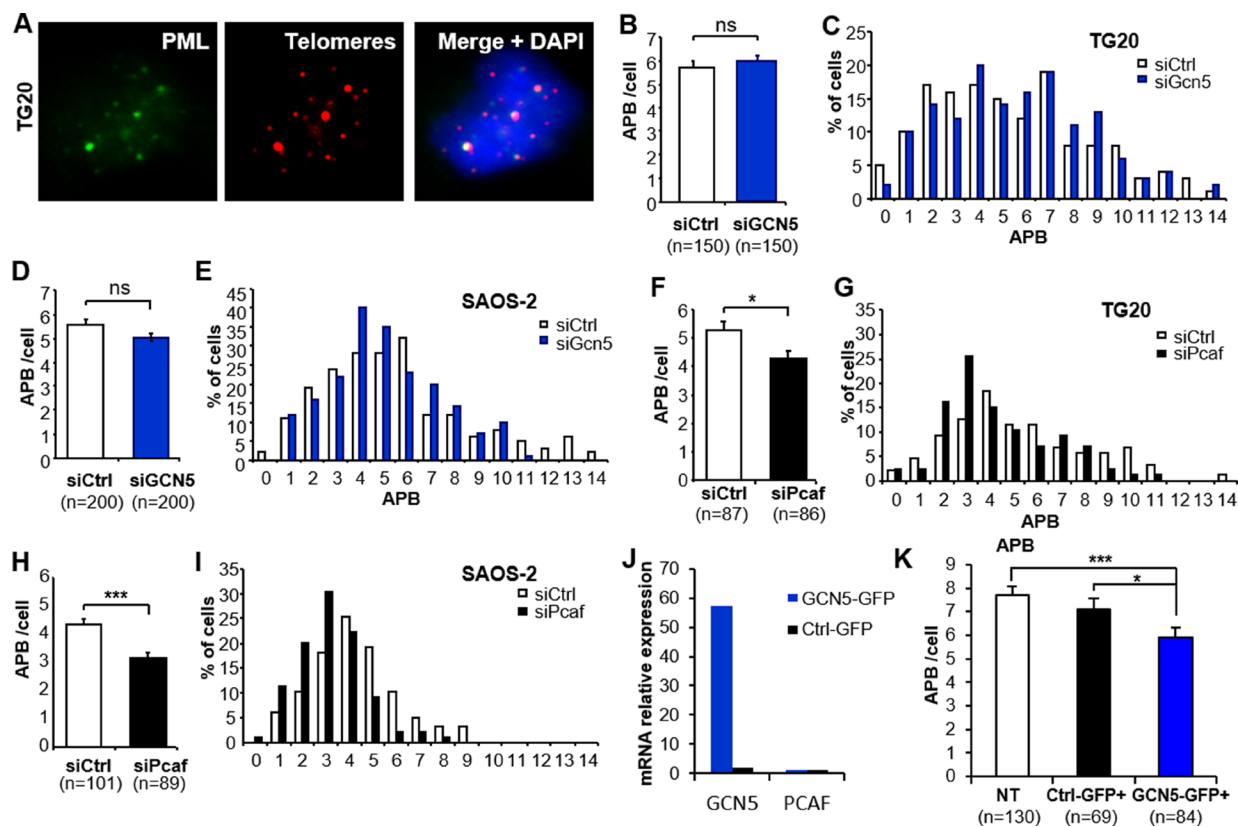 A
TG20
PML
Telomeres
Merge + DAPI
B
ns
APB /cell
7
6
5
4
3
2
1
0
siCtrl
siGCN5
(n=150)
(n=150)
C
TG20
siCtrl
siGcn5
% of cells
25
20
15
10
5
0
0 1 2 3 4 5 6 7 8 9 10 11 12 13 14
APB
D
ns
APB /cell
7
6
5
4
3
2
1
0
siCtrl
siGCN5
(n=200)
(n=200)
E
SAOS-2
siCtrl
siGcn5
% of cells
45
40
35
30
25
20
15
10
5
0
0 1 2 3 4 5 6 7 8 9 10 11 12 13 14
APB
F
*
APB /cell
6
5
4
3
2
1
0
siCtrl
siPcaf
(n=87)
(n=86)
G
TG20
siCtrl
siPcaf
% of cells
35
30
25
20
15
10
5
0
0 1 2 3 4 5 6 7 8 9 10 11 12 13 14
APB
APB
H
***
APB /cell
6
5
4
3
2
1
0
siCtrl
siPcaf
(n=101)
(n=89)
I
SAOS-2
siCtrl
siPcaf
% of cells
35
30
25
20
15
10
5
0
0 1 2 3 4 5 6 7 8 9 10 11 12 13 14
J
mRNA relative expression
70
60
50
40
30
20
10
0
GCN5-GFP
Ctrl-GFP
GCN5
PCAF
K
***
*
APB /cell
9
8
7
6
5
4
3
2
1
0
NT
Ctrl-GFP+
GCN5-GFP+
(n=130)
(n=69)
(n=84)